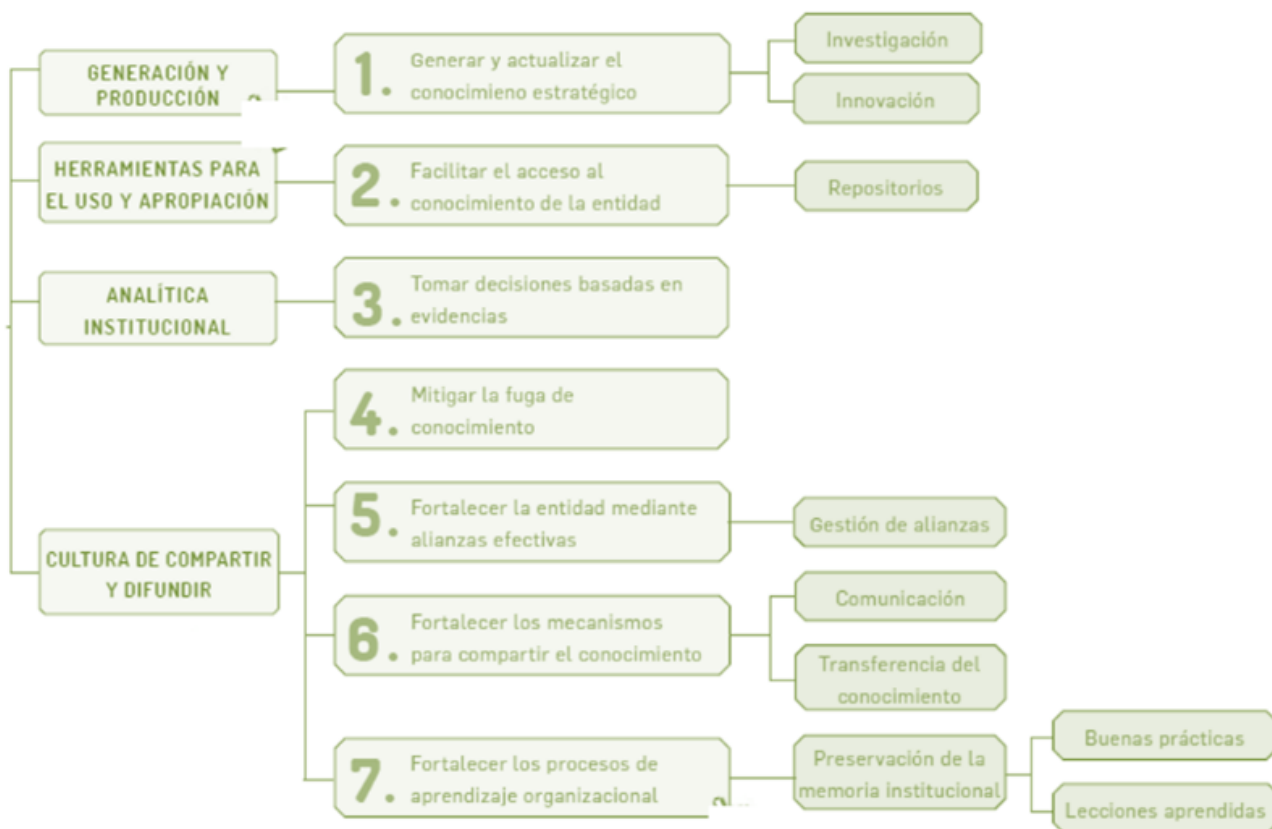 GENERACIÓN Y
PRODUCCIÓN
1. Generar y actualizar el
conocimieno estratégico
Investigación
Innovación
HERRAMIENTAS PARA
EL USO Y APROPIACIÓN
2. Facilitar el acceso al
conocimiento de la entidad
Repositorios
ANALÍTICA
INSTITUCIONAL
3. Tomar decisiones basadas en
evidencias
CULTURA DE COMPARTIR
Y DIFUNDIR
4. Mitigar la fuga de
conocimiento
5. Fortalecer la entidad mediante
alianzas efectivas
Gestión de alianzas
6. Fortalecer los mecanismos
para compartir el conocimiento
Comunicación
Transferencia del
conocimiento
7. Fortalecer los procesos de
aprendizaje organizacional
Preservación de la
memoria institucional
Buenas prácticas
Lecciones aprendidas